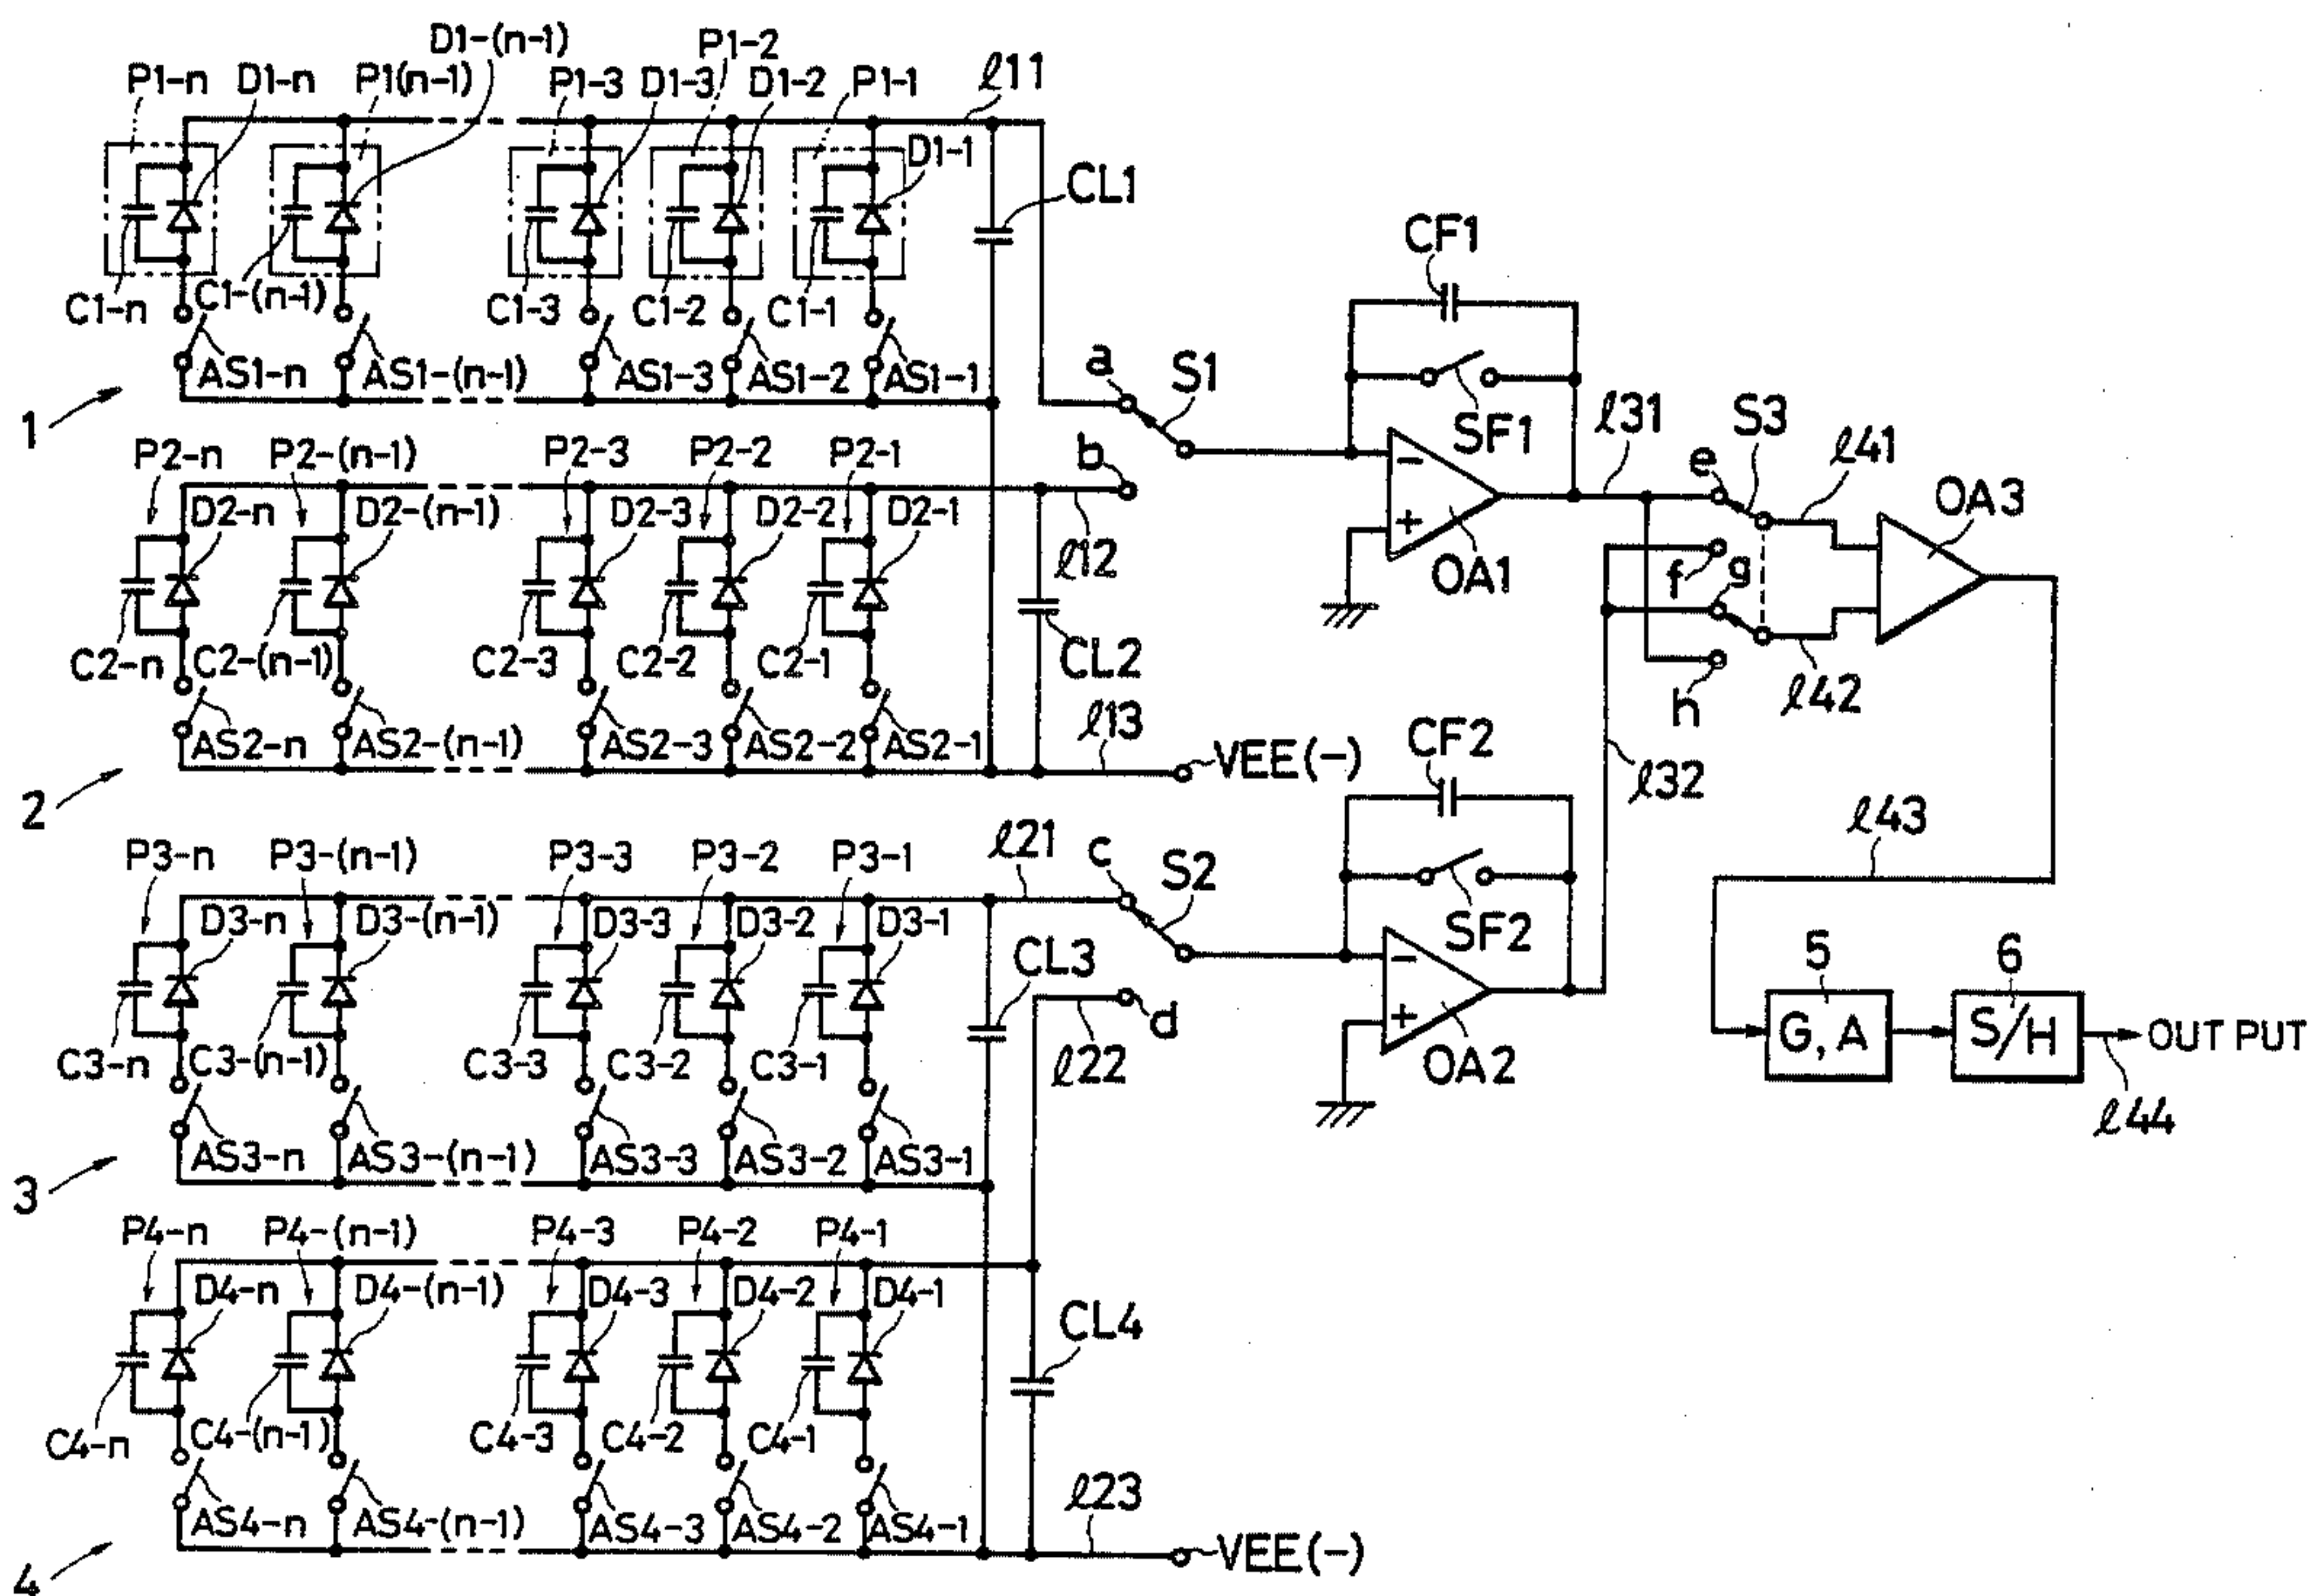 D1-(n-1)
P1-2
P1-n D1-n P1(n-1) P1-3 D1-3 D1-2 P1-1 ℓ11
D1-1
CL1
C1-n C1-(n-1) C1-3 C1-2 C1-1
AS1-n AS1-(n-1) AS1-3 AS1-2 AS1-1
1
a S1
CF1
SF1
ℓ31 S3
e ℓ41
OA3
P2-n P2-(n-1) P2-3 P2-2 P2-1 b
D2-n D2-(n-1) D2-3 D2-2 D2-1
− +
OA1
ℓ12
f g
C2-n C2-(n-1) C2-3 C2-2 C2-1 CL2
h ℓ42
AS2-n AS2-(n-1) AS2-3 AS2-2 AS2-1
ℓ13
VEE(-)
2
CF2
ℓ32
ℓ43
P3-n P3-(n-1) P3-3 P3-2 P3-1 ℓ21 c S2
D3-n D3-(n-1) D3-3 D3-2 D3-1
CL3
SF2
− +
OA2
d
ℓ22
C3-n C3-(n-1) C3-3 C3-2 C3-1
5 6
G, A S/H OUT PUT
ℓ44
AS3-n AS3-(n-1) AS3-3 AS3-2 AS3-1
3
P4-n P4-(n-1) P4-3 P4-2 P4-1
D4-n D4-(n-1) D4-3 D4-2 D4-1
CL4
C4-n C4-(n-1) C4-3 C4-2 C4-1
AS4-n AS4-(n-1) AS4-3 AS4-2 AS4-1
ℓ23
VEE(-)
4